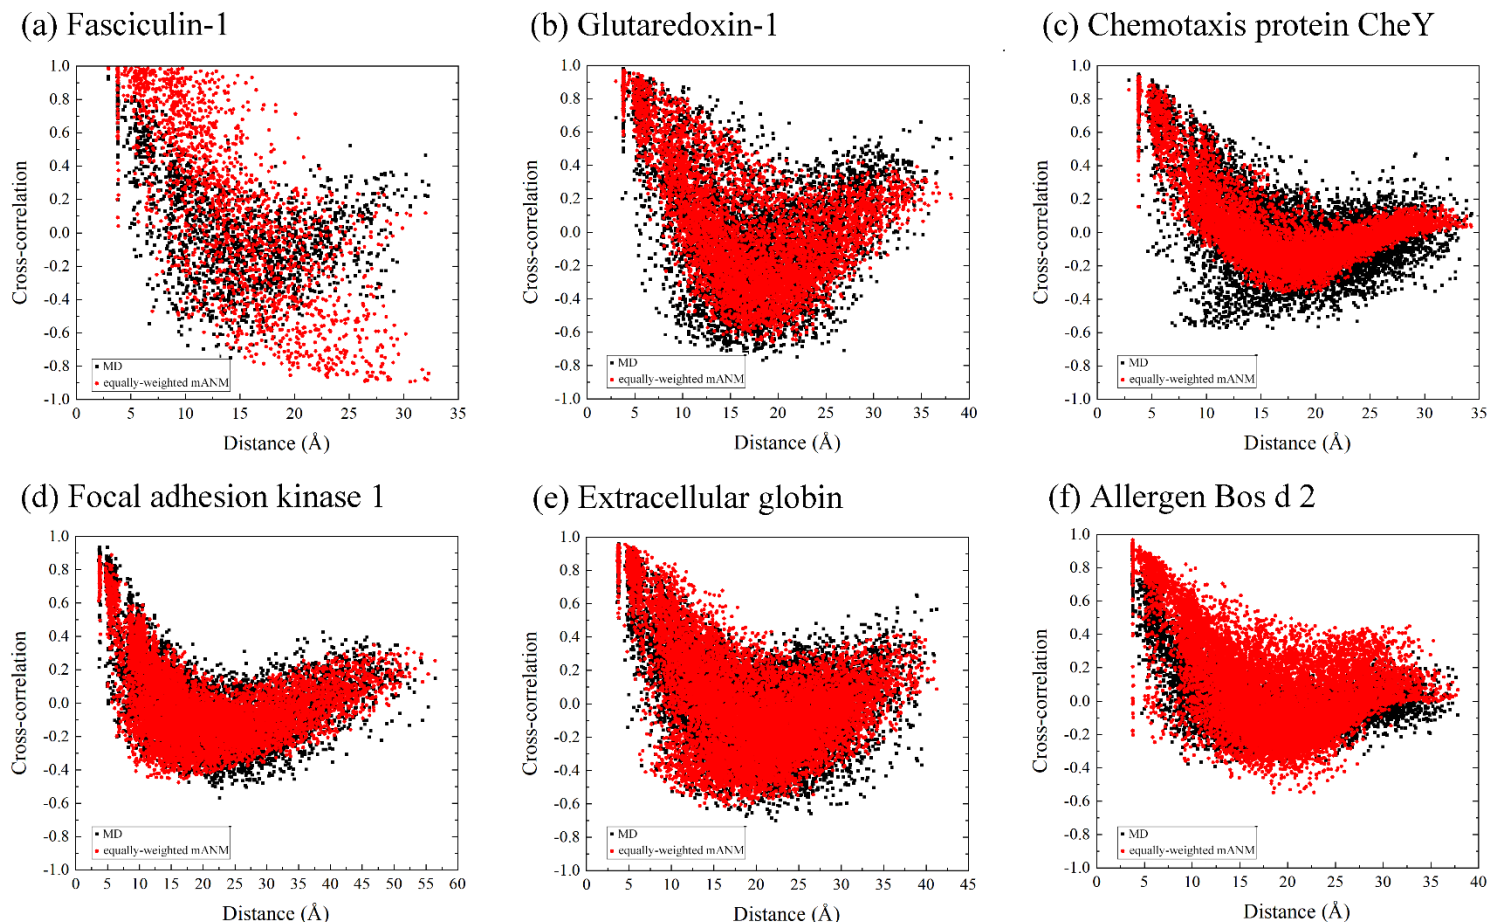 (a) Fasciculin-1
(b) Glutaredoxin-1
(c) Chemotaxis protein CheY
1.0
0.8
0.6
0.4
0.2
0.0
-0.2
-0.4
-0.6
-0.8
-1.0
Cross-correlation
MD
equally-weighted mANM
0 5 10 15 20 25 30 35
Distance (Å)
1.0
0.8
0.6
0.4
0.2
0.0
-0.2
-0.4
-0.6
-0.8
-1.0
Cross-correlation
MD
equally-weighted mANM
0 5 10 15 20 25 30 35 40
Distance (Å)
1.0
0.8
0.6
0.4
0.2
0.0
-0.2
-0.4
-0.6
-0.8
-1.0
Cross-correlation
MD
equally-weighted mANM
0 5 10 15 20 25 30 35
Distance (Å)
(d) Focal adhesion kinase 1
(e) Extracellular globin
(f) Allergen Bos d 2
1.0
0.8
0.6
0.4
0.2
0.0
-0.2
-0.4
-0.6
-0.8
-1.0
Cross-correlation
MD
equally-weighted mANM
0 5 10 15 20 25 30 35 40 45 50 55 60
Distance (Å)
1.0
0.8
0.6
0.4
0.2
0.0
-0.2
-0.4
-0.6
-0.8
-1.0
Cross-correlation
MD
equally-weighted mANM
0 5 10 15 20 25 30 35 40 45
Distance (Å)
1.0
0.8
0.6
0.4
0.2
0.0
-0.2
-0.4
-0.6
-0.8
-1.0
Cross-correlation
MD
equally-weighted mANM
0 5 10 15 20 25 30 35 40
Distance (Å)